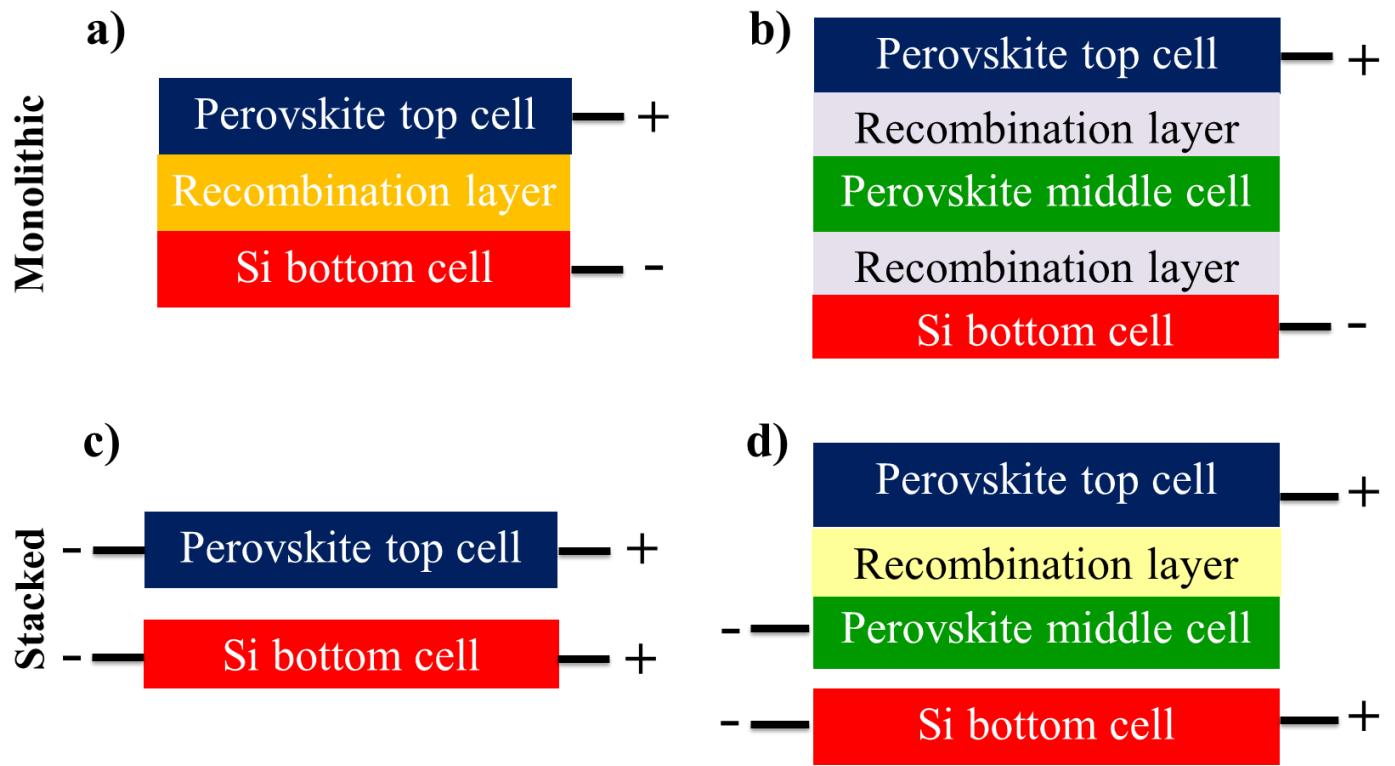 Monolithic
a)
Perovskite top cell
+
Recombination layer
Si bottom cell
-
b)
Perovskite top cell
+
Recombination layer
Perovskite middle cell
Recombination layer
Si bottom cell
-
Stacked
c)
- Perovskite top cell +
- Si bottom cell +
d)
Perovskite top cell +
Recombination layer
- Perovskite middle cell
- Si bottom cell +